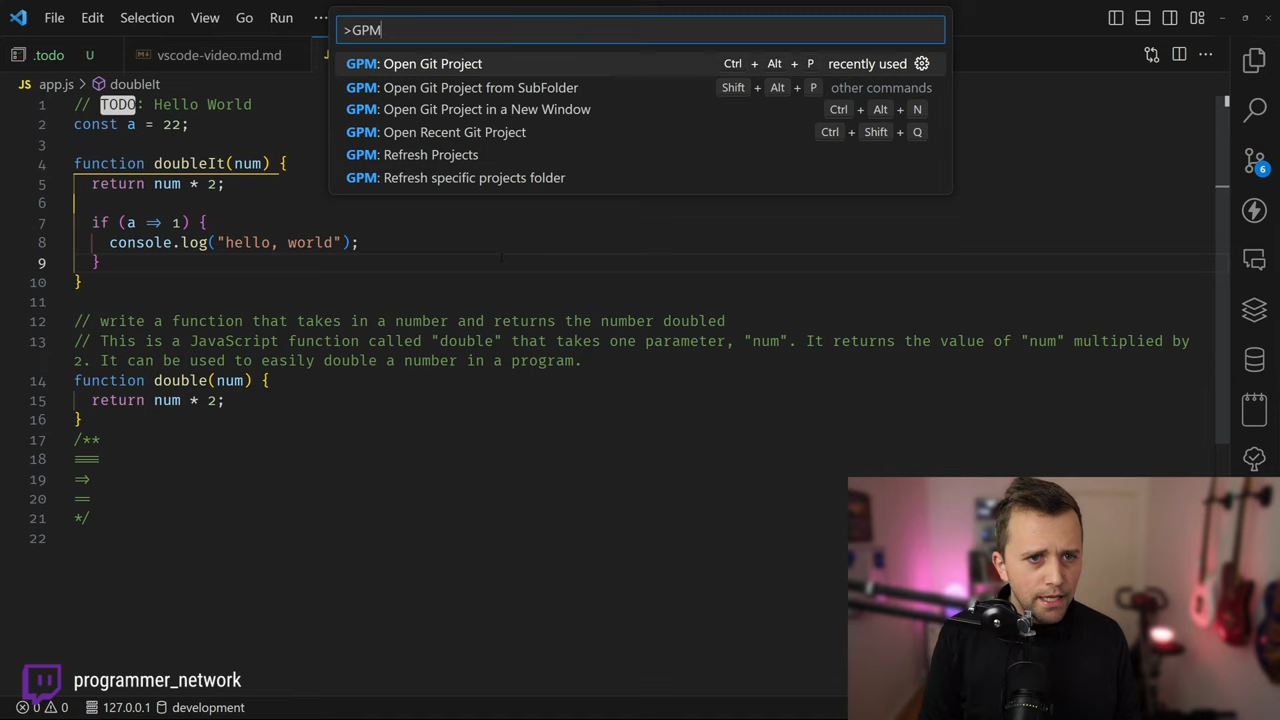 File Edit Selection View Go Run ···
>GPM
.todo U vscode-video.md.md
GPM: Open Git Project Ctrl + Alt + P recently used
GPM: Open Git Project from SubFolder Shift + Alt + P other commands
GPM: Open Git Project in a New Window Ctrl + Alt + N
GPM: Open Recent Git Project Ctrl + Shift + Q
GPM: Refresh Projects
GPM: Refresh specific projects folder
JS app.js > doubleIt
1 // TODO: Hello World
2 const a = 22;
3
4 function doubleIt(num) {
5 return num * 2;
6
7 if (a => 1) {
8 console.log("hello, world");
9 }
10 }
11
12 // write a function that takes in a number and returns the number doubled
13 // This is a JavaScript function called "double" that takes one parameter, "num". It returns the value of "num" multiplied by
2. It can be used to easily double a number in a program.
14 function double(num) {
15 return num * 2;
16 }
17 /**
18 ===
19 =>
20 ==
21 */
22
6
programmer_network
0 0 127.0.0.1 development